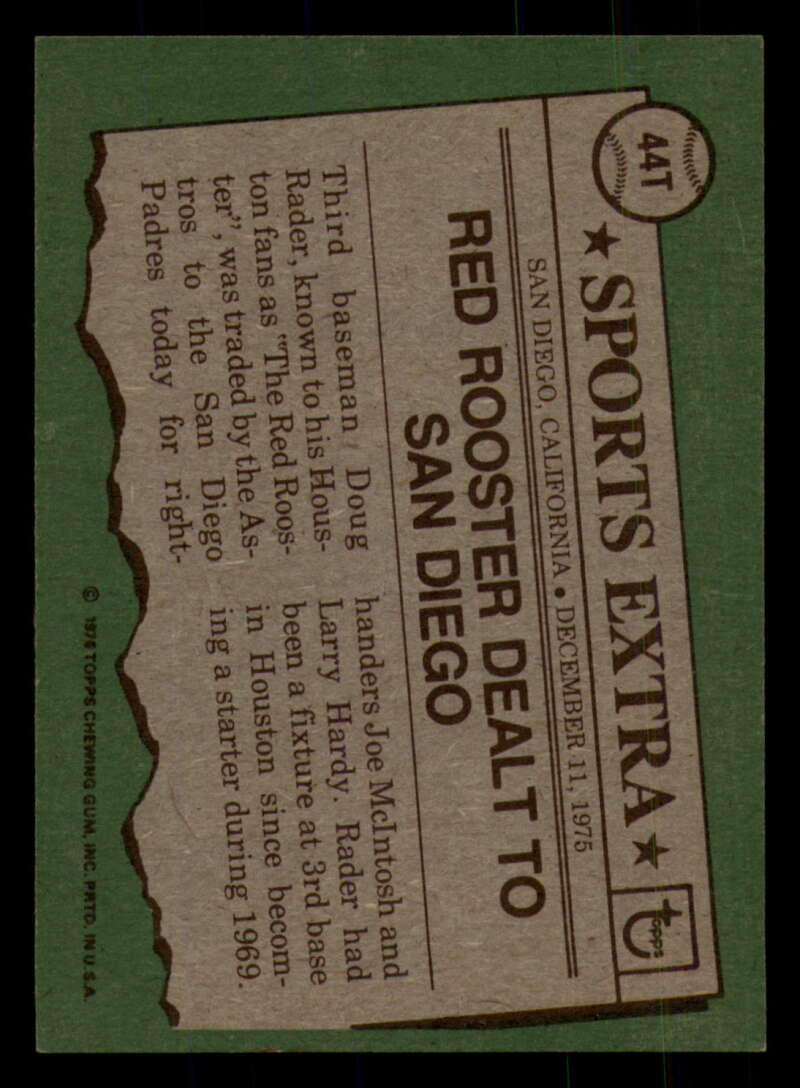 44T
★ SPORTS EXTRA ★
topps
SAN DIEGO, CALIFORNIA • DECEMBER 11, 1975
RED ROOSTER DEALT TO
SAN DIEGO
Third baseman Doug
Rader, known to his Hous-
ton fans as "The Red Roos-
ter", was traded by the As-
tros to the San Diego
Padres today for right-
handers Joe McIntosh and
Larry Hardy. Rader had
been a fixture at 3rd base
in Houston since becom-
ing a starter during 1969.
© 1976 TOPPS CHEWING GUM, INC. PRTD. IN U.S.A.